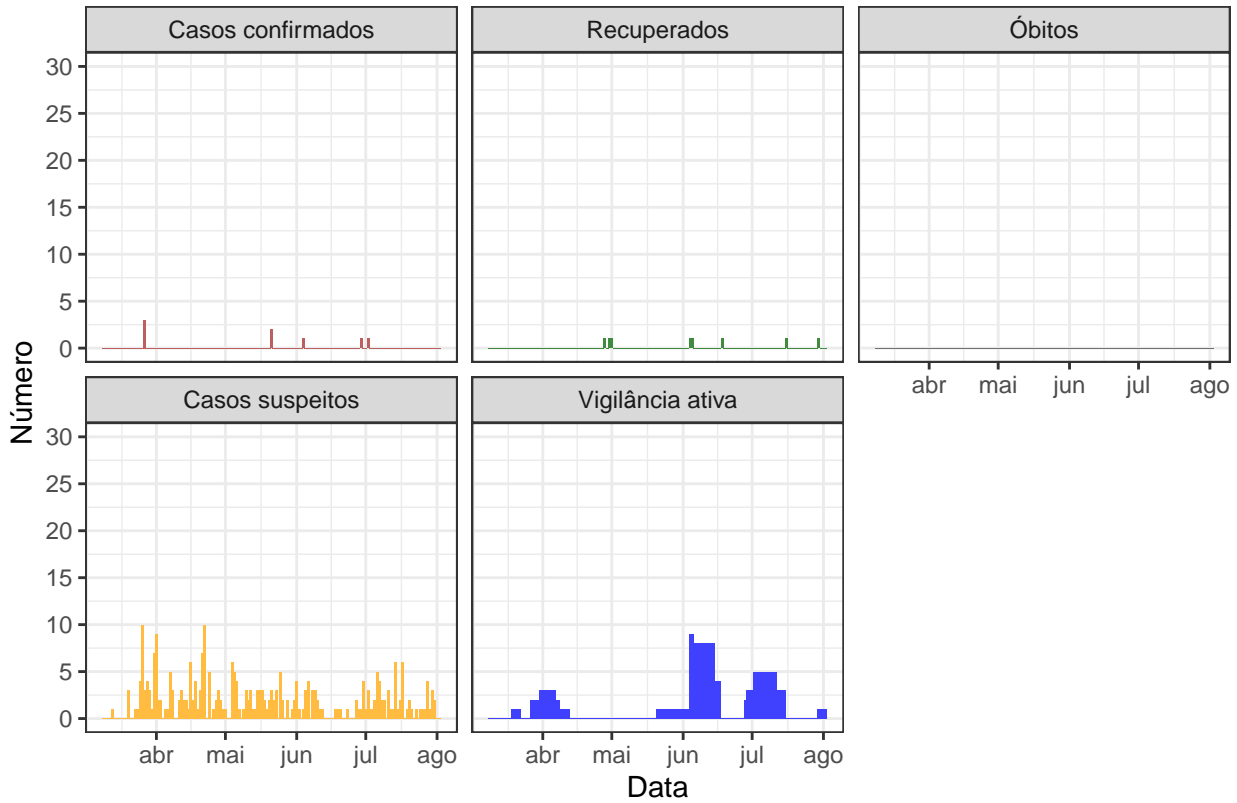 Casos confirmados Recuperados Óbitos
30
25
20
15
10
5
0
abr mai jun jul ago
Casos suspeitos Vigilância ativa
Número
30
25
20
15
10
5
0
abr mai jun jul ago abr mai jun jul ago
Data